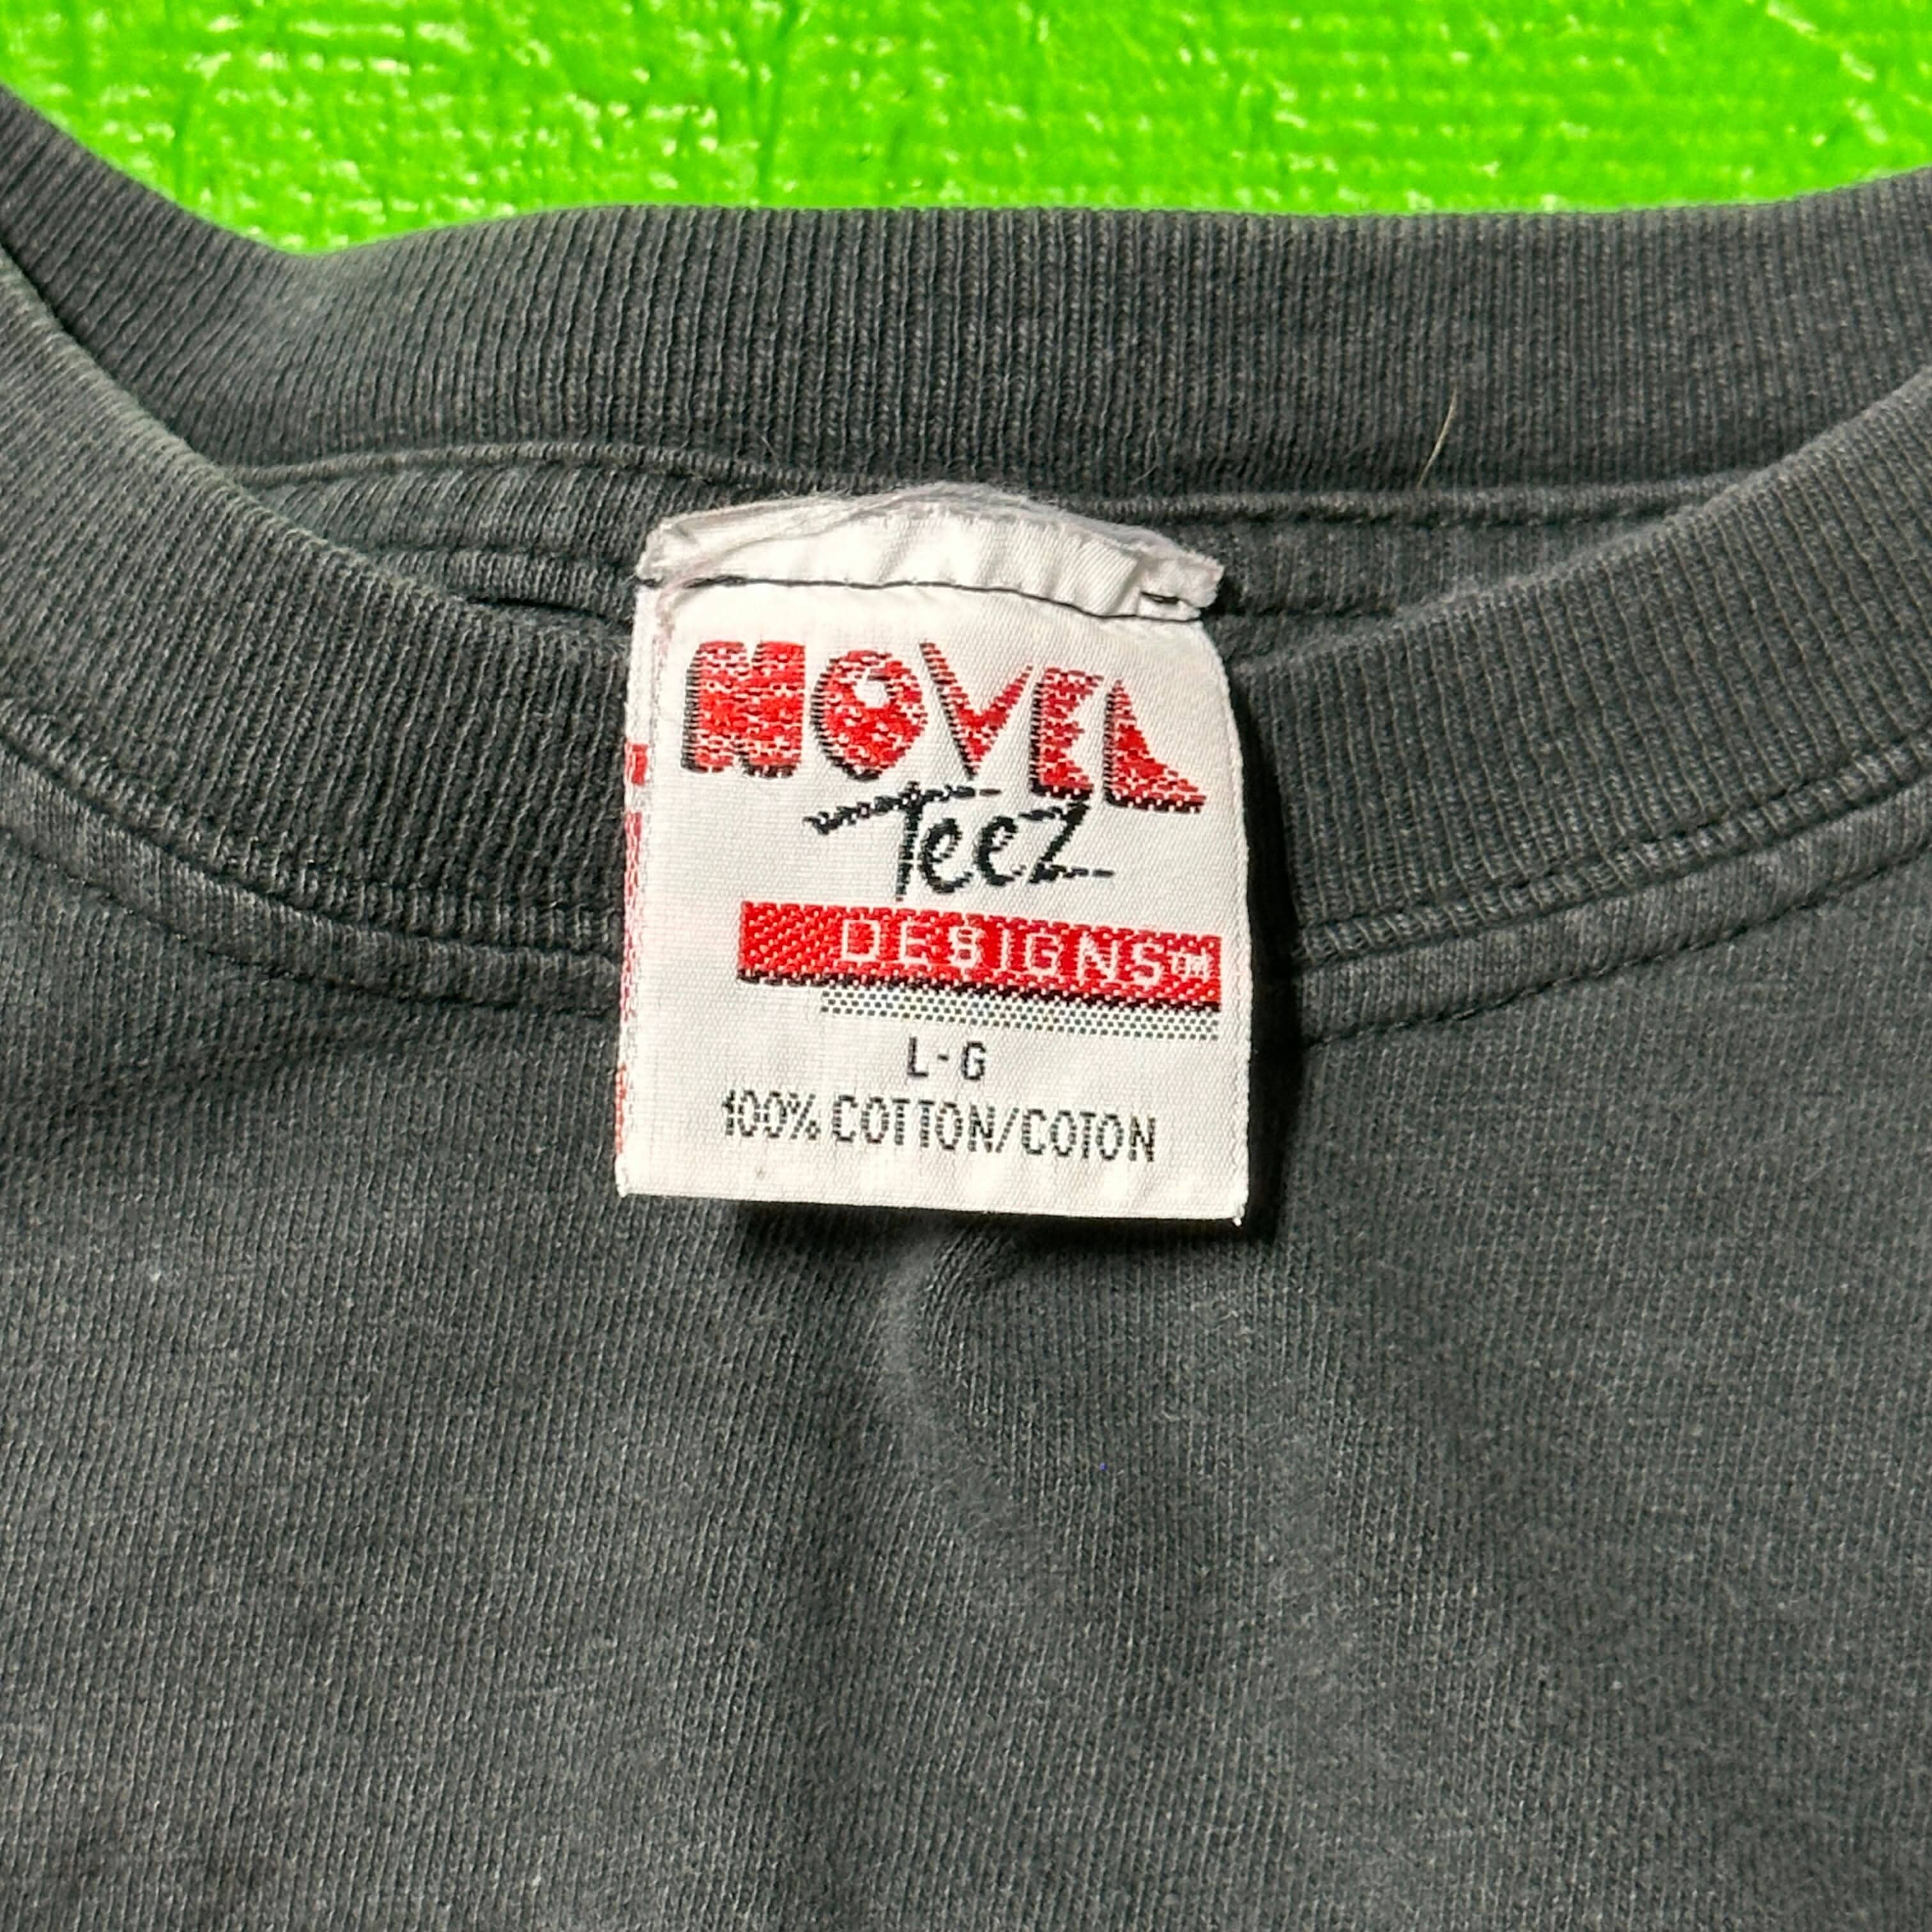 NOVEL
Teez
DESIGNS™
L-G
100% COTTON/COTON